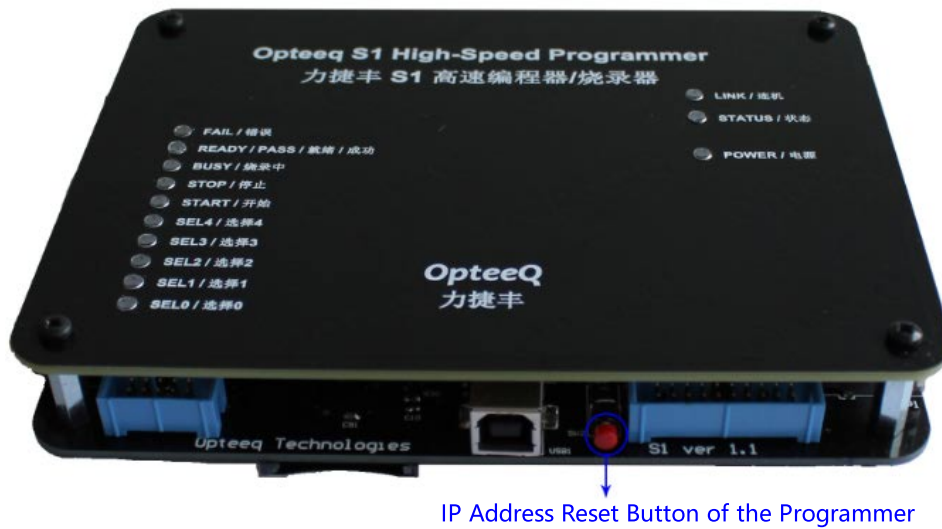 Opteeq S1 High-Speed Programmer
力捷丰 S1 高速编程器/烧录器
LINK / 连机
STATUS / 状态
POWER / 电源
FAIL / 错误
READY / PASS / 就绪 / 成功
BUSY / 烧录中
STOP / 停止
START / 开始
SEL4 / 选择4
SEL3 / 选择3
SEL2 / 选择2
SEL1 / 选择1
SEL0 / 选择0
OpteeQ
力捷丰
Opteeq Technologies
USB1
S1 ver 1.1
IP Address Reset Button of the Programmer